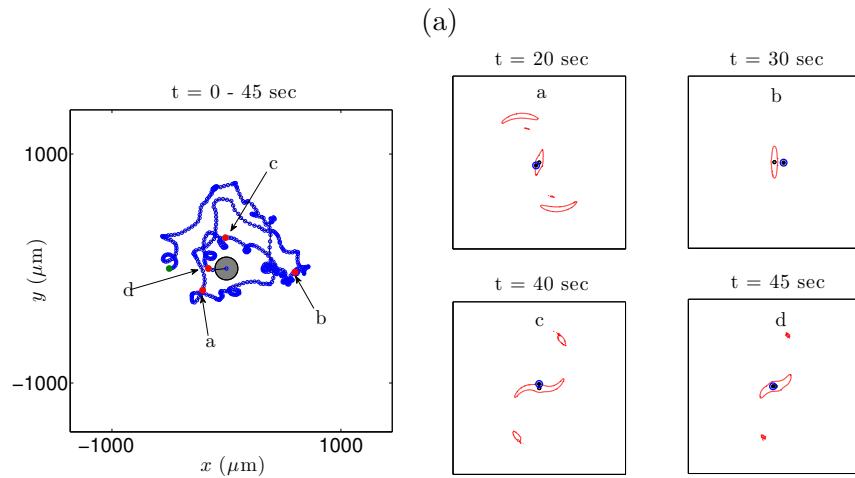 (a)
t = 0 - 45 sec
1000
−1000
y (μm)
−1000
1000
x (μm)
a
b
c
d
t = 20 sec
a
t = 30 sec
b
t = 40 sec
c
t = 45 sec
d